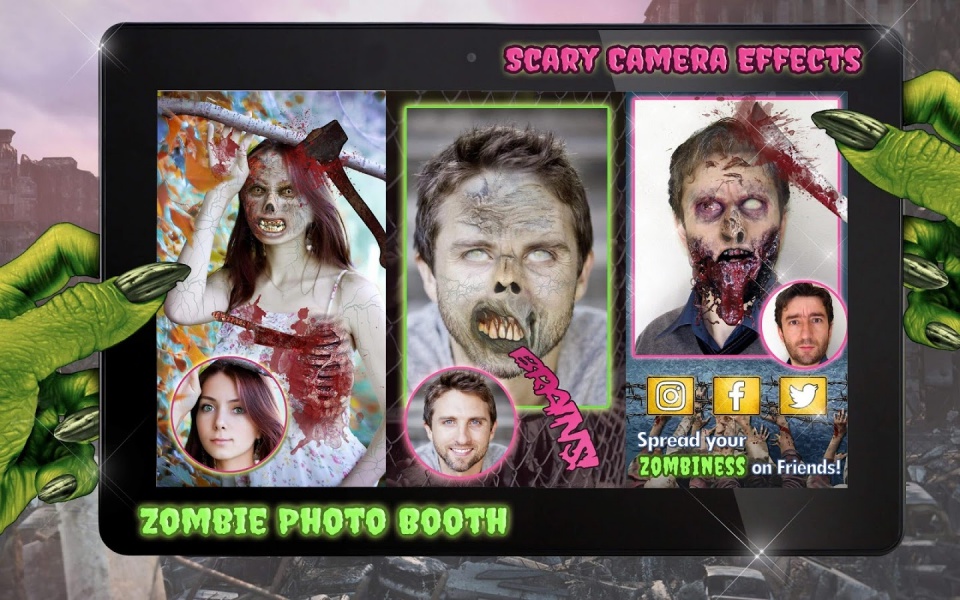 SCARY CAMERA EFFECTS
BRAINS
Spread your
ZOMBINESS on Friends!
ZOMBIE PHOTO BOOTH